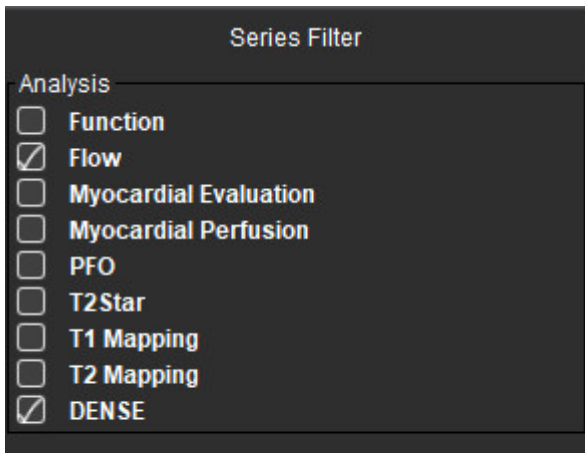 Series Filter
Analysis
Function
Flow
Myocardial Evaluation
Myocardial Perfusion
PFO
T2Star
T1 Mapping
T2 Mapping
DENSE